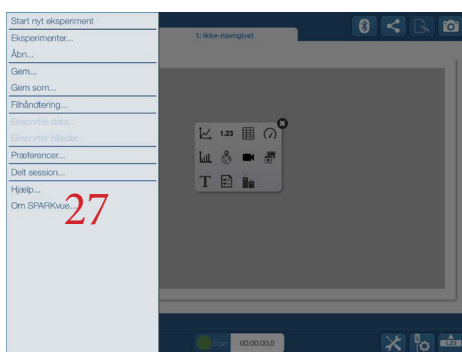 Start nyt eksperiment
Eksperimenter...
Åbn...
Gem...
Gem som...
Filhåndtering...
Eksportér data...
Eksporter billeder...
Præferencer...
Delt session...
Hjælp...
Om SPARKvue...
27
1: Ikke-navngivet
1.23
T
Start
00:00:00,0
1.23